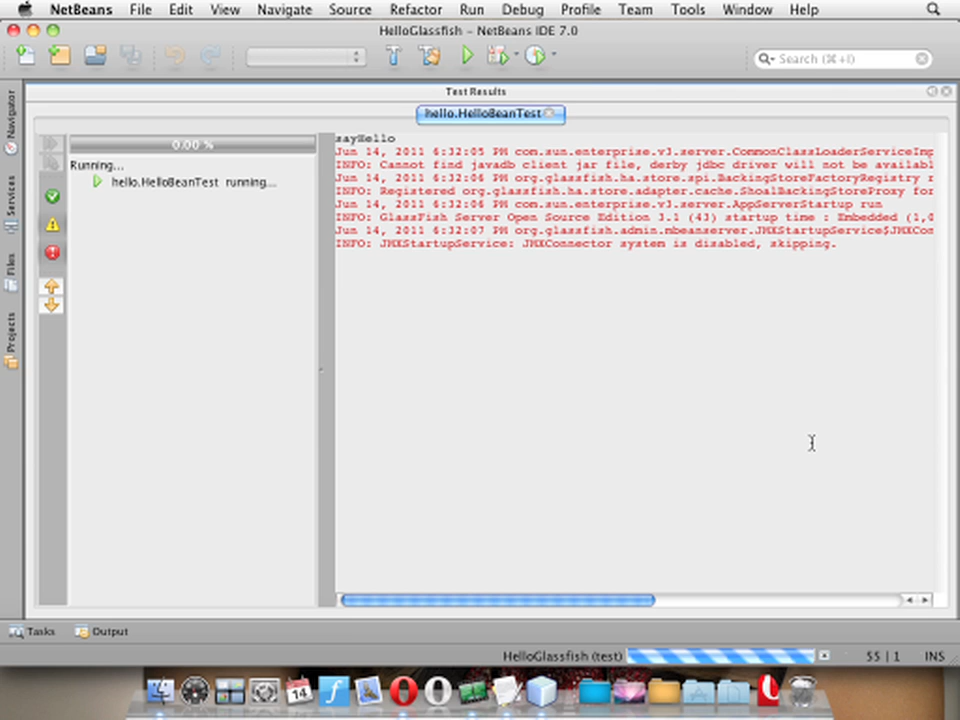 NetBeans File Edit View Navigate Source Refactor Run Debug Profile Team Tools Window Help
HelloGlassfish – NetBeans IDE 7.0
Search (⌘+I)
Test Results
hello.HelloBeanTest
Navigator
Services
Files
Projects
0.00 %
Running...
hello.HelloBeanTest running...
sayHello
Jun 14, 2011 6:32:05 PM com.sun.enterprise.v3.server.CommonClassLoaderServiceImp
INFO: Cannot find javadb client jar file, derby jdbc driver will not be availabl
Jun 14, 2011 6:32:06 PM org.glassfish.ha.store.spi.BackingStoreFactoryRegistry r
INFO: Registered org.glassfish.ha.store.adapter.cache.ShoalBackingStoreProxy for
Jun 14, 2011 6:32:06 PM com.sun.enterprise.v3.server.AppServerStartup run
INFO: GlassFish Server Open Source Edition 3.1 (43) startup time : Embedded (1,0
Jun 14, 2011 6:32:07 PM org.glassfish.admin.mbeanserver.JMXStartupService$JMXCon
INFO: JMXStartupService: JMXConnector system is disabled, skipping.
Tasks Output
HelloGlassfish (test) 55 | 1 INS
14